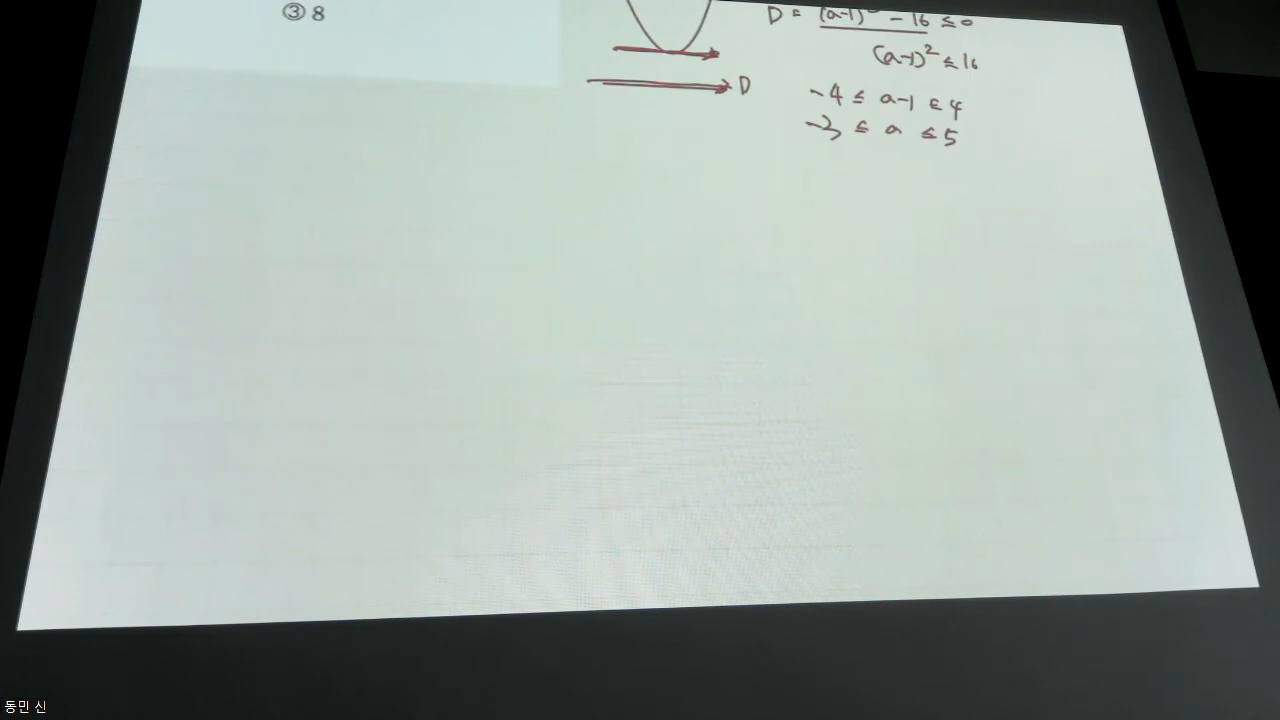 ③ 8
D = (a-1)² - 16 ≤ 0
(a-1)² ≤ 16
D
-4 ≤ a-1 ≤ 4
-3 ≤ a ≤ 5
동민 신